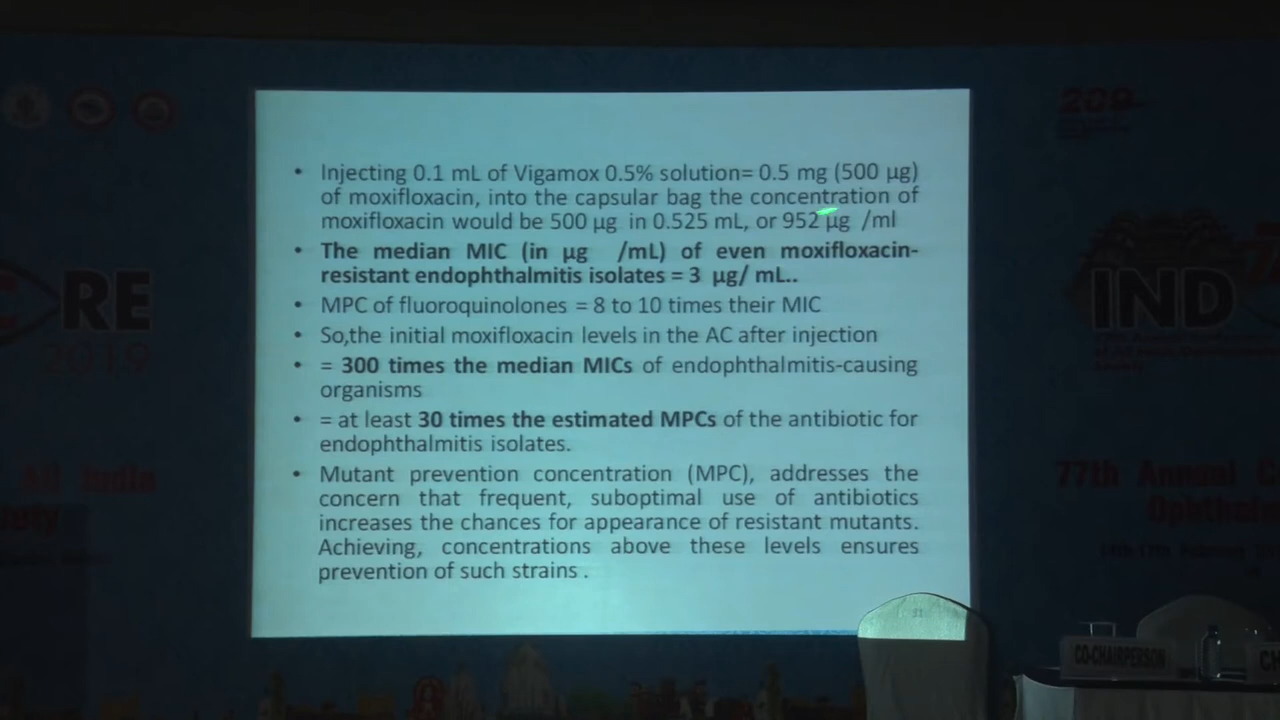 • Injecting 0.1 mL of Vigamox 0.5% solution= 0.5 mg (500 µg)
of moxifloxacin, into the capsular bag the concentration of
moxifloxacin would be 500 µg in 0.525 mL, or 952 µg /ml
• The median MIC (in µg /mL) of even moxifloxacin-
resistant endophthalmitis isolates = 3 µg/ mL..
• MPC of fluoroquinolones = 8 to 10 times their MIC
• So,the initial moxifloxacin levels in the AC after injection
• = 300 times the median MICs of endophthalmitis-causing
organisms
• = at least 30 times the estimated MPCs of the antibiotic for
endophthalmitis isolates.
• Mutant prevention concentration (MPC), addresses the
concern that frequent, suboptimal use of antibiotics
increases the chances for appearance of resistant mutants.
Achieving, concentrations above these levels ensures
prevention of such strains .
31
RE
2019
All India
IND
77th Annual C
Ophthal
CO-CHAIRPERSON
CH